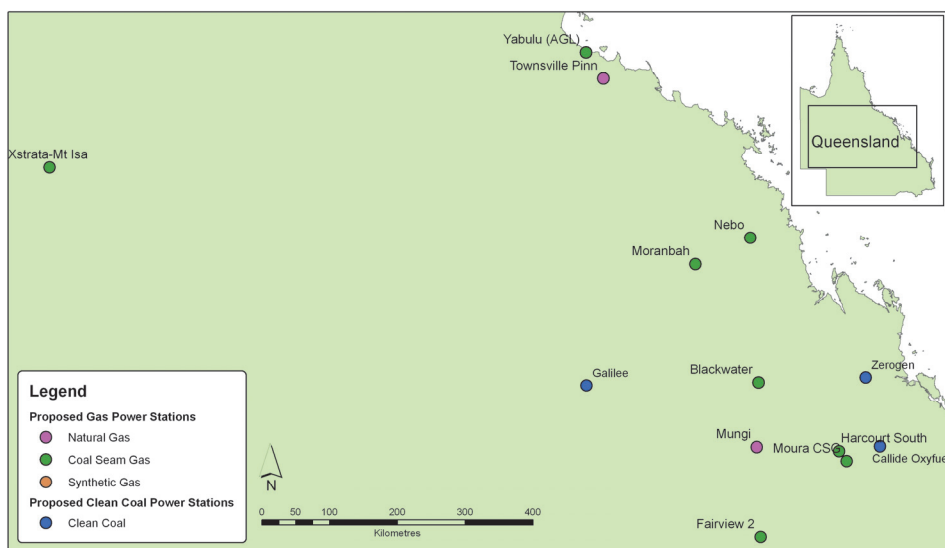 Yabulu (AGL)
Townsville Pinn
Queensland
Xstrata-Mt Isa
Nebo
Moranbah
Galilee
Blackwater
Zerogen
Mungi
Moura CSG
Harcourt South
Callide Oxyfue
Fairview 2
Legend
Proposed Gas Power Stations
Natural Gas
Coal Seam Gas
Synthetic Gas
Proposed Clean Coal Power Stations
Clean Coal
N
0 50 100 200 300 400
Kilometres